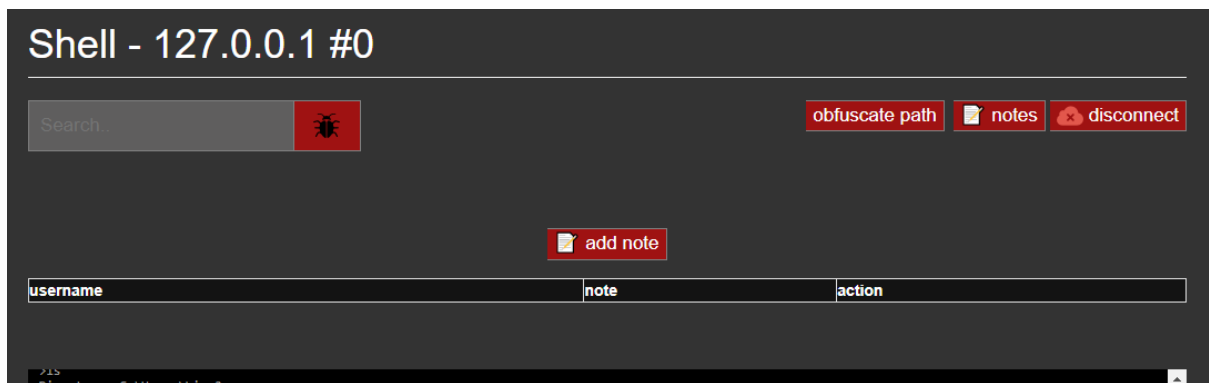 Shell - 127.0.0.1 #0
Search..
obfuscate path
notes
disconnect
add note
username note action
>ls